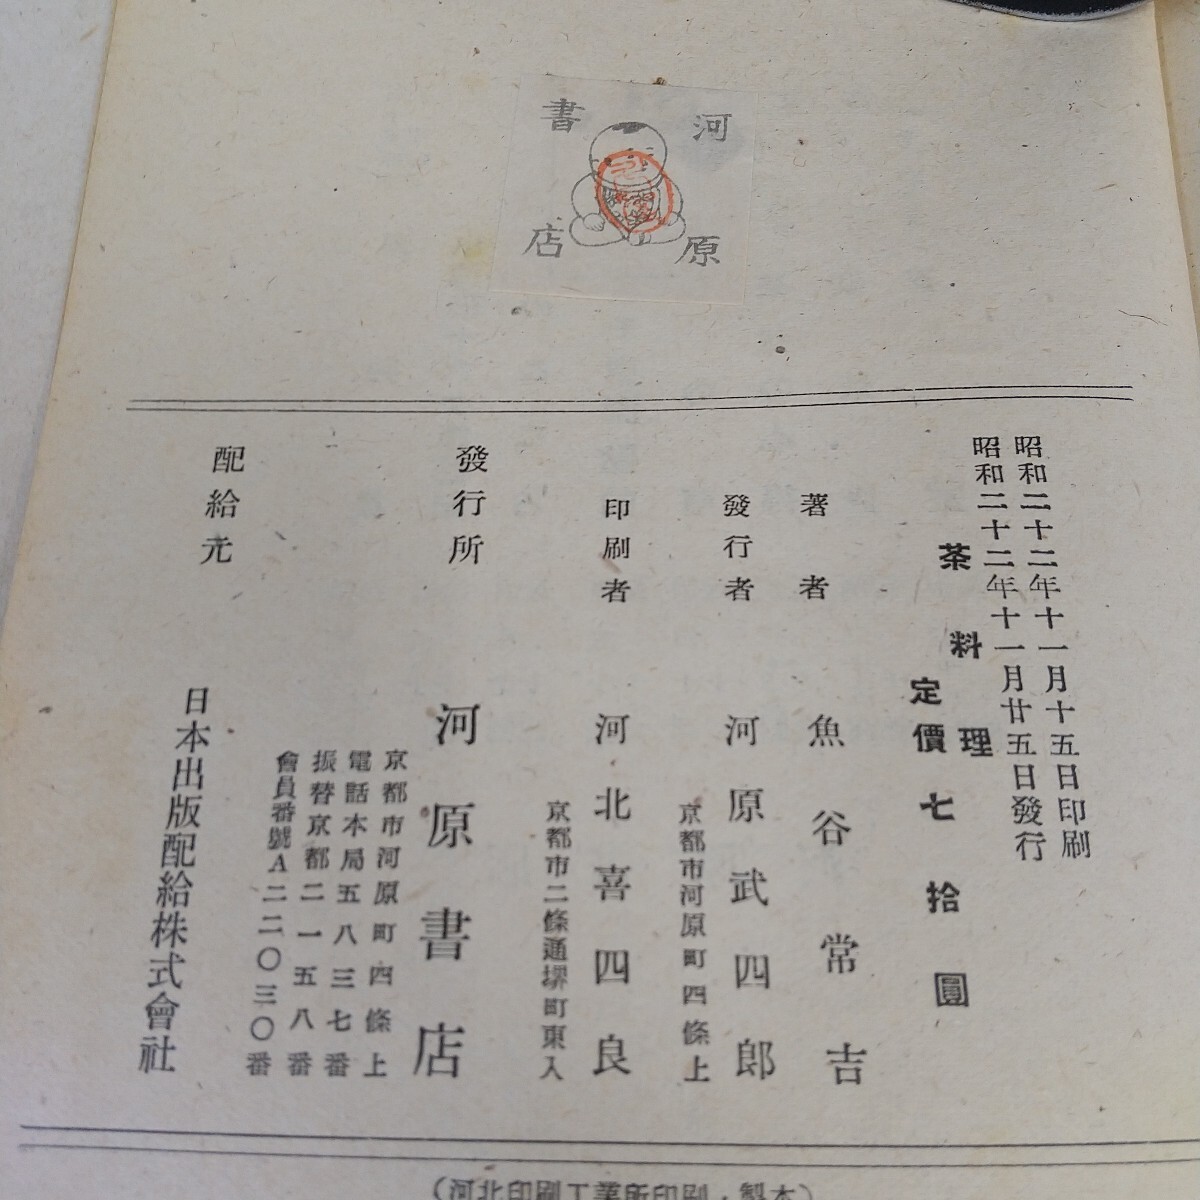 河原
書店
昭和二十二年十一月十五日印刷
昭和二十二年十一月廿五日發行
茶料理
定價七拾圓
著者 魚谷常吉
發行者 河原武四郎
京都市河原町四條上
印刷者 河北喜四良
京都市二條通堺町東入
發行所 河原書店
京都市河原町四條上
電話本局五八三七番
振替京都二一五八番
會員番號A二二〇三〇番
配給元 日本出版配給株式會社
(河北印刷工業所印刷・製本)